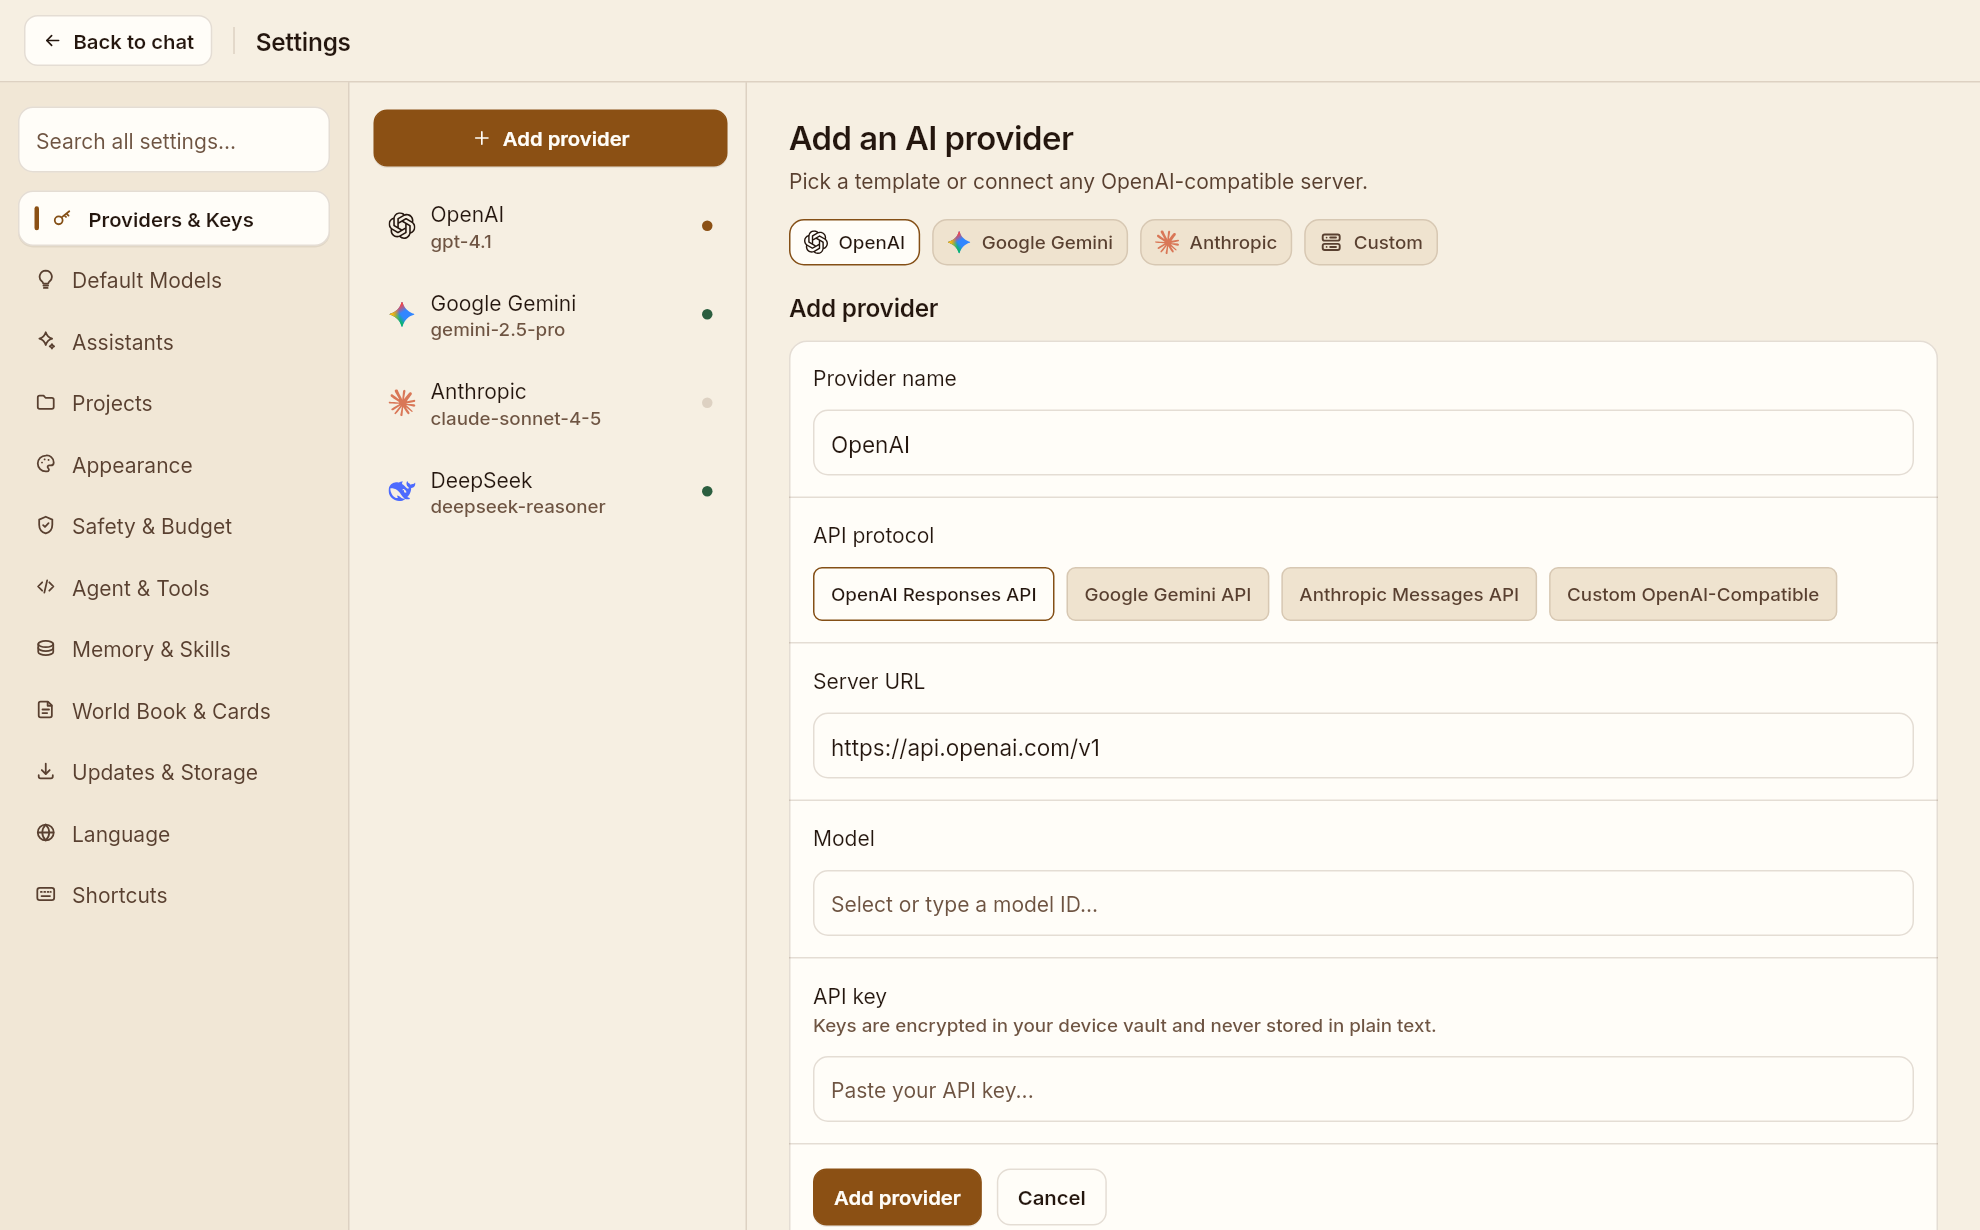 Back to chat
Settings
Search all settings...
Providers & Keys
Default Models
Assistants
Projects
Appearance
Safety & Budget
Agent & Tools
Memory & Skills
World Book & Cards
Updates & Storage
Language
Shortcuts
Add provider
OpenAI
gpt-4.1
Google Gemini
gemini-2.5-pro
Anthropic
claude-sonnet-4-5
DeepSeek
deepseek-reasoner
Add an AI provider
Pick a template or connect any OpenAI-compatible server.
OpenAI Google Gemini Anthropic Custom
Add provider
Provider name
OpenAI
API protocol
OpenAI Responses API Google Gemini API Anthropic Messages API Custom OpenAI-Compatible
Server URL
https://api.openai.com/v1
Model
Select or type a model ID...
API key
Keys are encrypted in your device vault and never stored in plain text.
Paste your API key...
Add provider Cancel